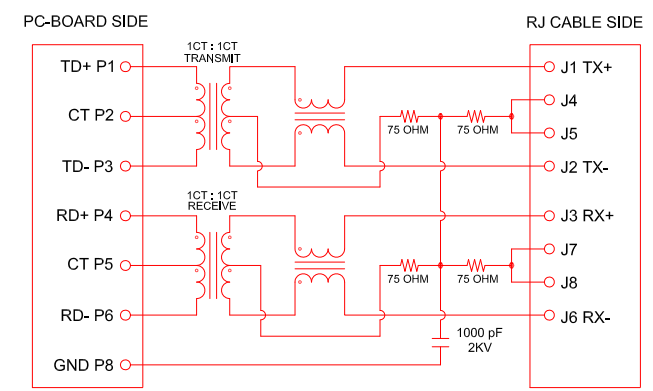 PC-BOARD SIDE
RJ CABLE SIDE
1CT : 1CT
TRANSMIT
TD+ P1
J1 TX+
J4
CT P2
75 OHM
75 OHM
J5
TD- P3
J2 TX-
1CT : 1CT
RECEIVE
RD+ P4
J3 RX+
J7
CT P5
75 OHM
75 OHM
J8
RD- P6
J6 RX-
1000 pF
2KV
GND P8